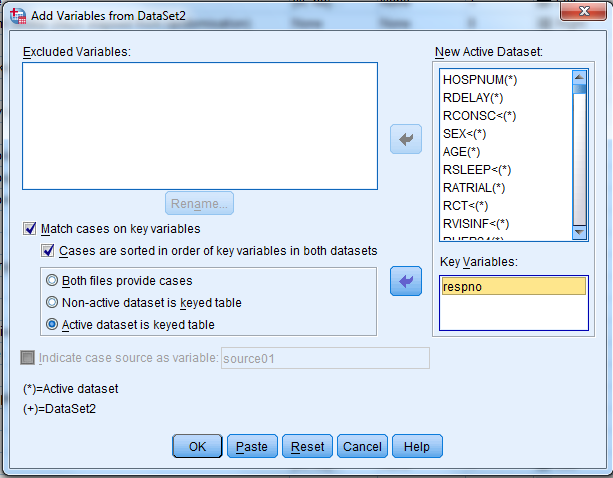 Add Variables from DataSet2
Excluded Variables:
New Active Dataset:
HOSPNUM(*)
RDELAY(*)
RCONSC<(*)
SEX<(*)
AGE(*)
RSLEEP<(*)
RATRIAL(*)
RCT<(*)
RVISINF<(*)
Rename...
Match cases on key variables
Cases are sorted in order of key variables in both datasets
Key Variables:
respno
Both files provide cases
Non-active dataset is keyed table
Active dataset is keyed table
Indicate case source as variable: source01
(*)=Active dataset
(+)=DataSet2
OK Paste Reset Cancel Help